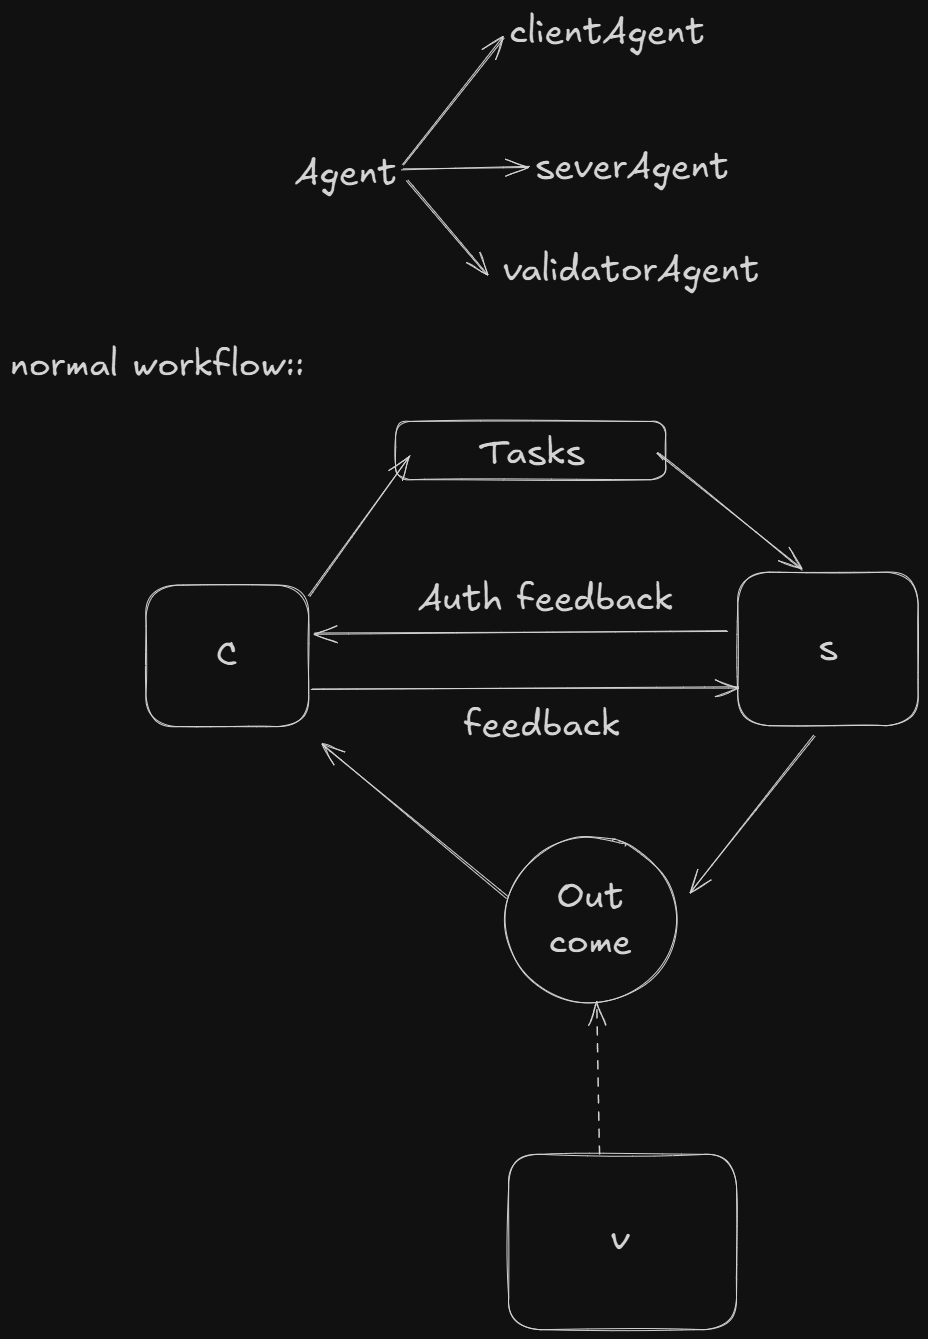 clientAgent
Agent
severAgent
validatorAgent
normal workflow::
Tasks
Auth feedback
C
S
feedback
Out
come
v